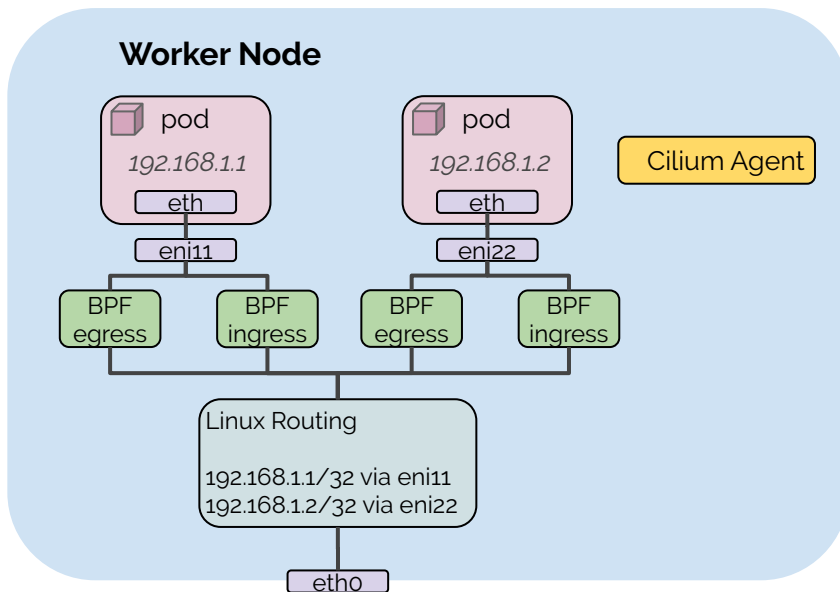 Worker Node
pod
192.168.1.1
eth
eni11
pod
192.168.1.2
eth
eni22
Cilium Agent
BPF
egress
BPF
ingress
BPF
egress
BPF
ingress
Linux Routing
192.168.1.1/32 via eni11
192.168.1.2/32 via eni22
eth0